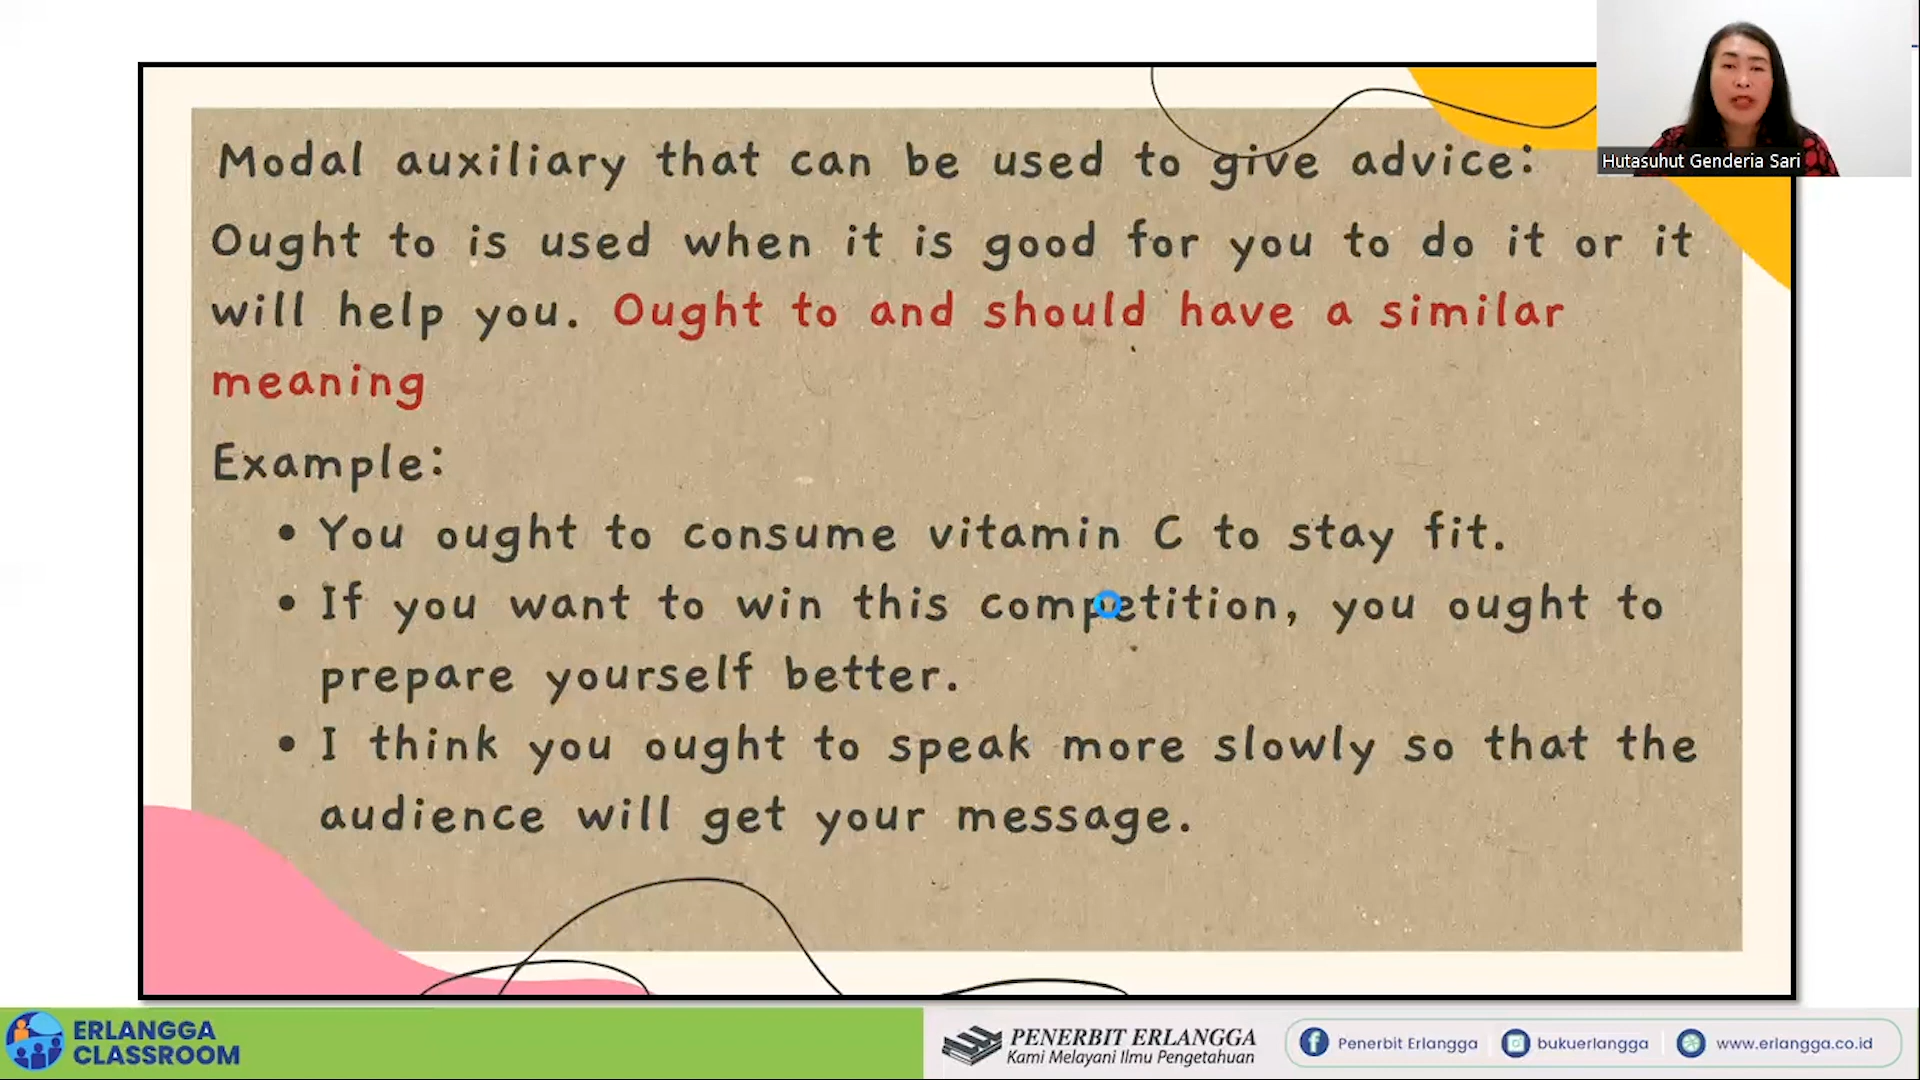 Hutasuhut Genderia Sari
Modal auxiliary that can be used to give advice:
Ought to is used when it is good for you to do it or it
will help you. Ought to and should have a similar
meaning
Example:
• You ought to consume vitamin C to stay fit.
• If you want to win this competition, you ought to
prepare yourself better.
• I think you ought to speak more slowly so that the
audience will get your message.
ERLANGGA
CLASSROOM
PENERBIT ERLANGGA
Kami Melayani Ilmu Pengetahuan
Penerbit Erlangga
bukuerlangga
www.erlangga.co.id